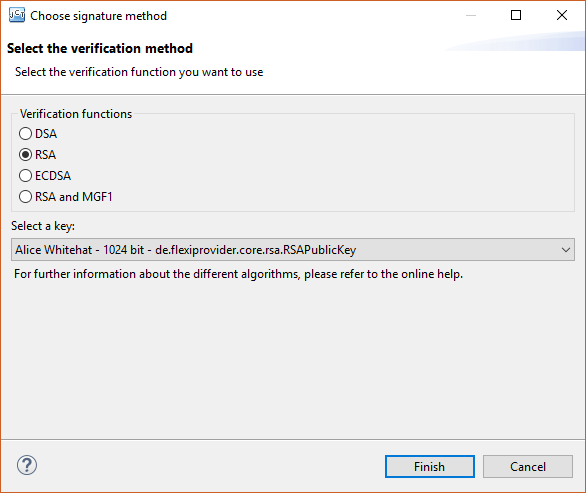 JCT Choose signature method
Select the verification method
Select the verification function you want to use
Verification functions
DSA
RSA
ECDSA
RSA and MGF1
Select a key:
Alice Whitehat - 1024 bit - de.flexiprovider.core.rsa.RSAPublicKey
For further information about the different algorithms, please refer to the online help.
?
Finish Cancel